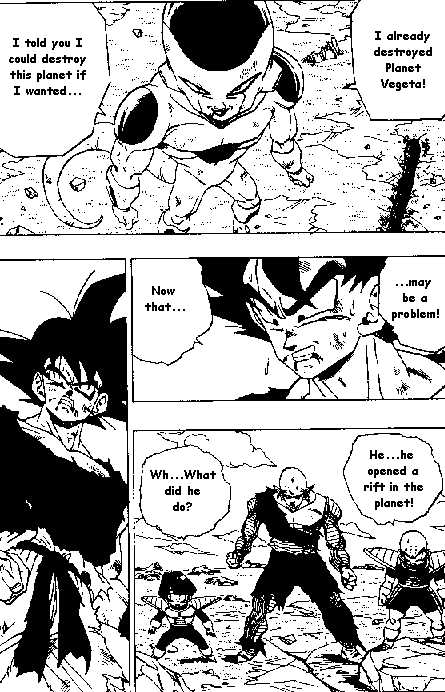 I told you I
could destroy
this planet if
I wanted...
I already
destroyed
Planet
Vegeta!
Now
that...
...may
be a
problem!
Wh...What
did he
do?
He...he
opened a
rift in the
planet!